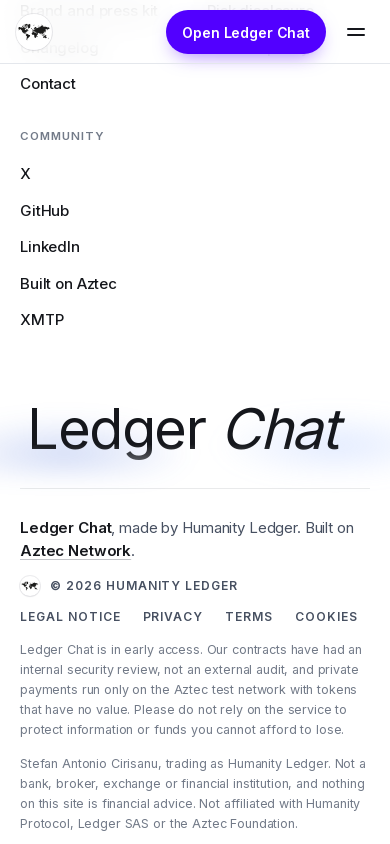 Brand and press kit
Open Ledger Chat
Changelog
Contact
COMMUNITY
X
GitHub
LinkedIn
Built on Aztec
XMTP
Ledger Chat
Ledger Chat, made by Humanity Ledger. Built on
Aztec Network.
© 2026 HUMANITY LEDGER
LEGAL NOTICE PRIVACY TERMS COOKIES
Ledger Chat is in early access. Our contracts have had an
internal security review, not an external audit, and private
payments run only on the Aztec test network with tokens
that have no value. Please do not rely on the service to
protect information or funds you cannot afford to lose.
Stefan Antonio Cirisanu, trading as Humanity Ledger. Not a
bank, broker, exchange or financial institution, and nothing
on this site is financial advice. Not affiliated with Humanity
Protocol, Ledger SAS or the Aztec Foundation.